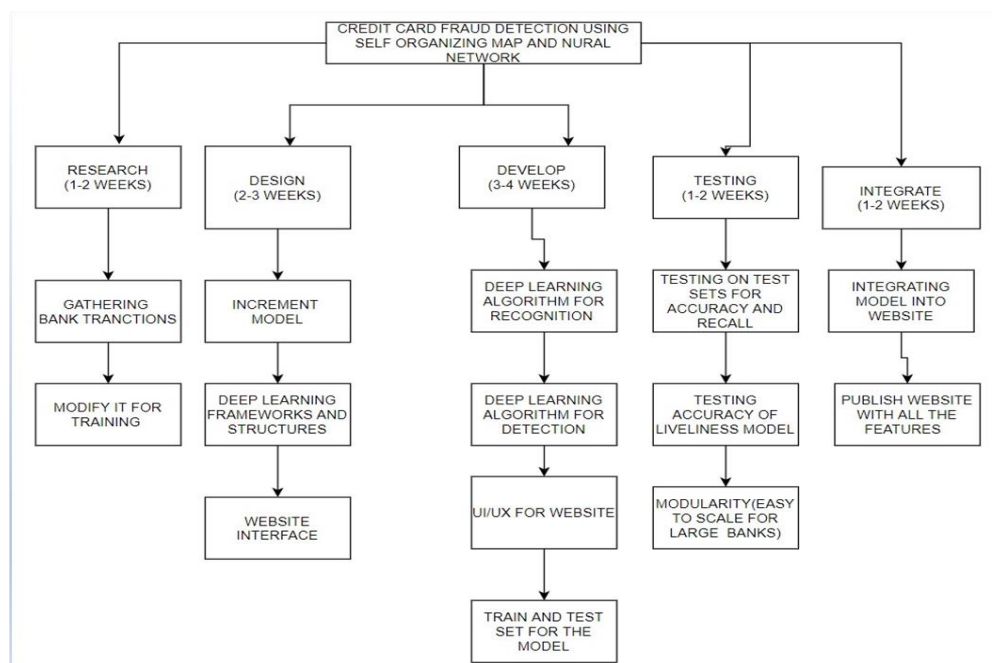 CREDIT CARD FRAUD DETECTION USING
SELF ORGANIZING MAP AND NURAL
NETWORK
RESEARCH
(1-2 WEEKS)
GATHERING
BANK TRANCTIONS
MODIFY IT FOR
TRAINING
DESIGN
(2-3 WEEKS)
INCREMENT
MODEL
DEEP LEARNING
FRAMEWORKS AND
STRUCTURES
WEBSITE
INTERFACE
DEVELOP
(3-4 WEEKS)
DEEP LEARNING
ALGORITHM FOR
RECOGNITION
DEEP LEARNING
ALGORITHM FOR
DETECTION
UI/UX FOR WEBSITE
TRAIN AND TEST
SET FOR THE
MODEL
TESTING
(1-2 WEEKS)
TESTING ON TEST
SETS FOR
ACCURACY AND
RECALL
TESTING
ACCURACY OF
LIVELINESS MODEL
MODULARITY(EASY
TO SCALE FOR
LARGE BANKS)
INTEGRATE
(1-2 WEEKS)
INTEGRATING
MODEL INTO
WEBSITE
PUBLISH WEBSITE
WITH ALL THE
FEATURES